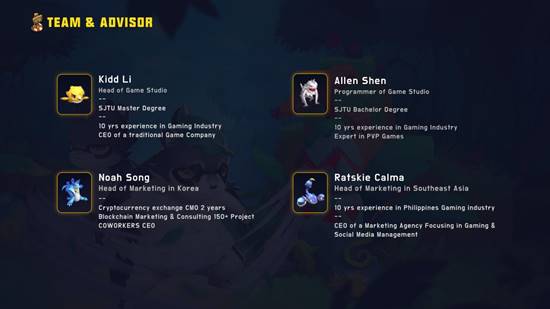 TEAM & ADVISOR
Kidd Li
Head of Game Studio
--
SJTU Master Degree
--
10 yrs experience in Gaming Industry
CEO of a traditional Game Company
Allen Shen
Programmer of Game Studio
--
SJTU Bachelor Degree
--
10 yrs experience in Gaming Industry
Expert in PVP Games
Noah Song
Head of Marketing in Korea
--
Cryptocurrency exchange CMO 2 years
Blockchain Marketing & Consulting 150+ Project
COWORKERS CEO
Ratskie Calma
Head of Marketing in Southeast Asia
--
10 yrs experience in Philippines Gaming industry
--
CEO of a Marketing Agency Focusing in Gaming &
Social Media Management